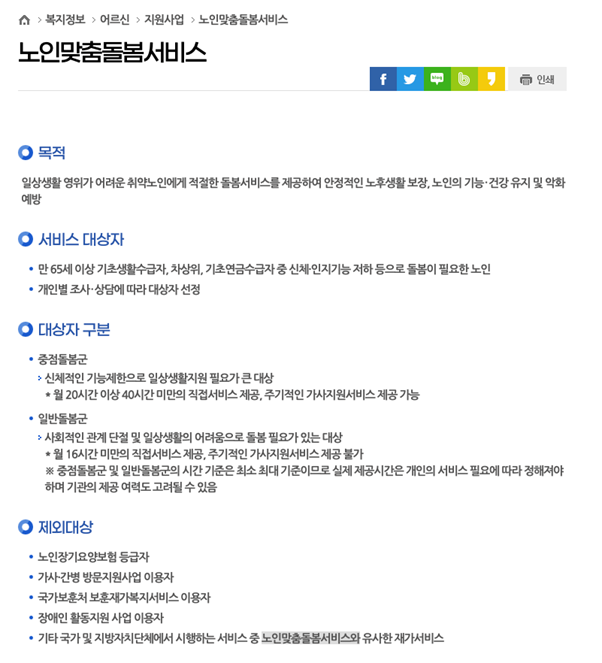 복지정보 > 어르신 > 지원사업 > 노인맞춤돌봄서비스
노인맞춤돌봄서비스
f blog b 인쇄
목적
일상생활 영위가 어려운 취약노인에게 적절한 돌봄서비스를 제공하여 안정적인 노후생활 보장, 노인의 기능·건강 유지 및 악화
예방
서비스 대상자
만 65세 이상 기초생활수급자, 차상위, 기초연금수급자 중 신체·인지기능 저하 등으로 돌봄이 필요한 노인
개인별 조사·상담에 따라 대상자 선정
대상자 구분
중점돌봄군
신체적인 기능제한으로 일상생활지원 필요가 큰 대상
* 월 20시간 이상 40시간 미만의 직접서비스 제공, 주기적인 가사지원서비스 제공 가능
일반돌봄군
사회적인 관계 단절 및 일상생활의 어려움으로 돌봄 필요가 있는 대상
* 월 16시간 미만의 직접서비스 제공, 주기적인 가사지원서비스 제공 불가
※ 중점돌봄군 및 일반돌봄군의 시간 기준은 최소 최대 기준이므로 실제 제공시간은 개인의 서비스 필요에 따라 정해져야
하며 기관의 제공 여력도 고려될 수 있음
제외대상
노인장기요양보험 등급자
가사·간병 방문지원사업 이용자
국가보훈처 보훈재가복지서비스 이용자
장애인 활동지원 사업 이용자
기타 국가 및 지방자치단체에서 시행하는 서비스 중 노인맞춤돌봄서비스와 유사한 재가서비스